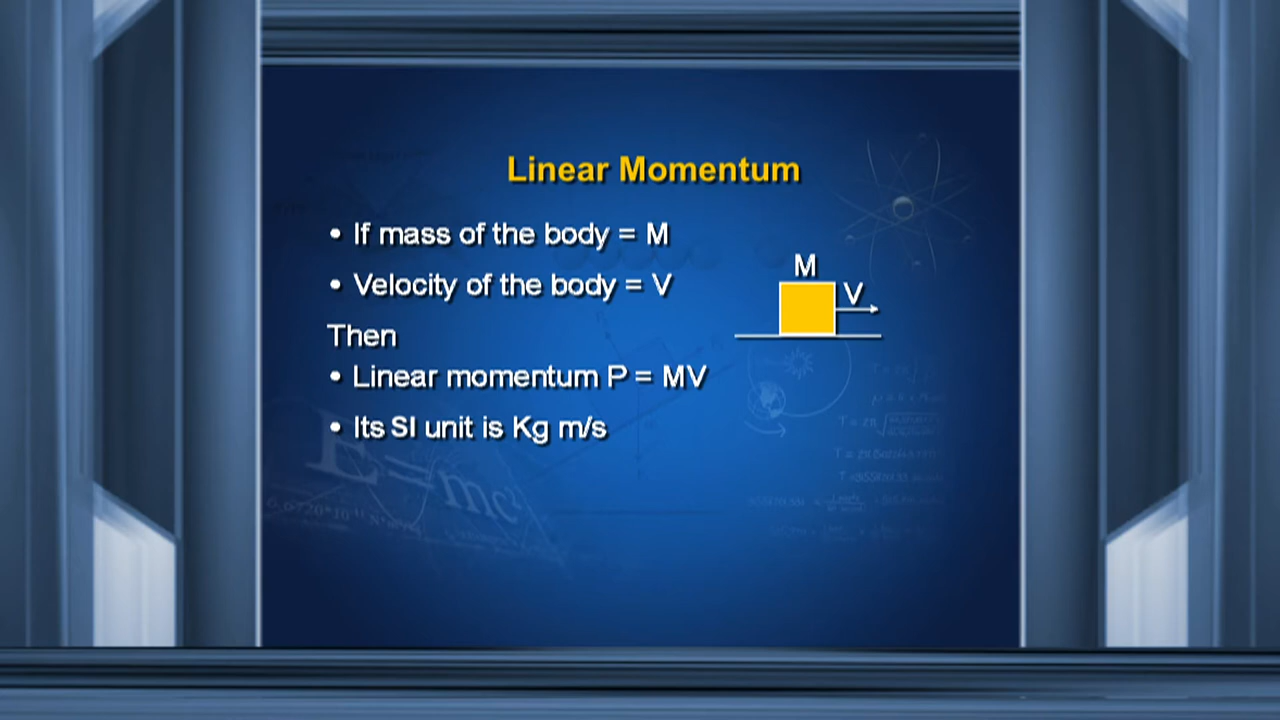 Linear Momentum
• If mass of the body = M
• Velocity of the body = V
Then
• Linear momentum P = MV
• Its SI unit is Kg m/s
M
V
E=mc²